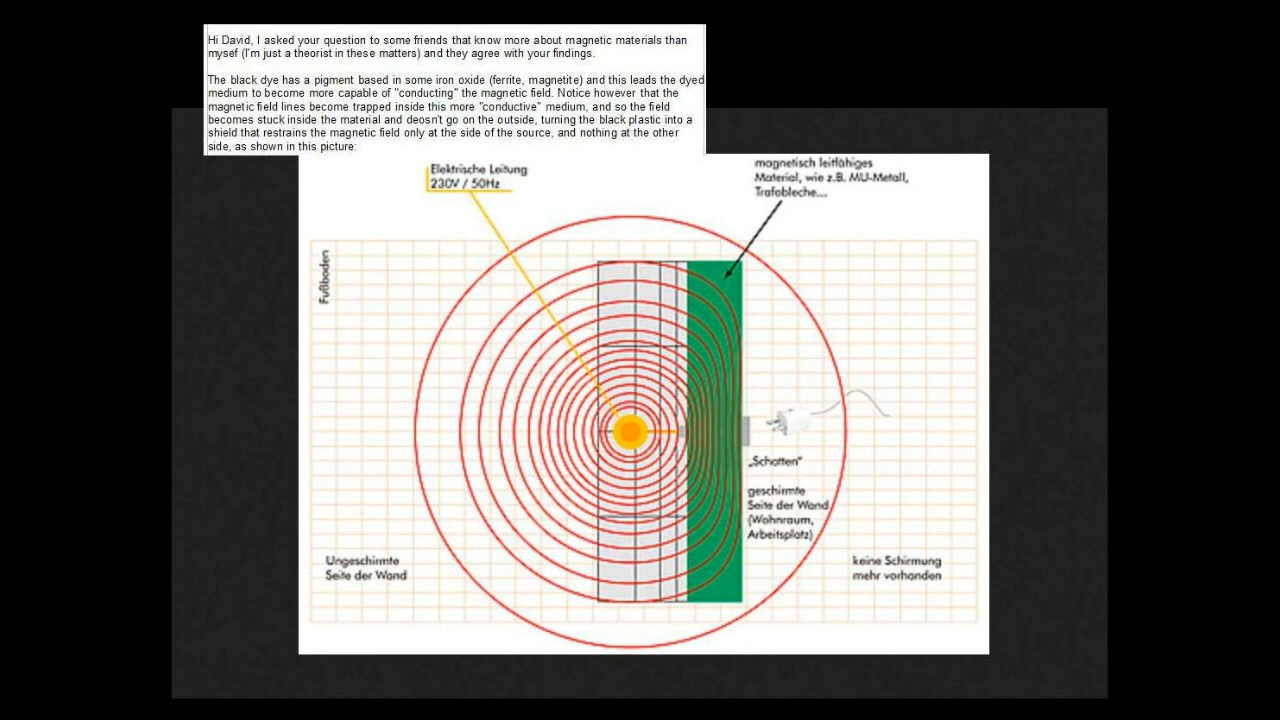 Hi David, I asked your question to some friends that know more about magnetic materials than
mysef (I'm just a theorist in these matters) and they agree with your findings.
The black dye has a pigment based in some iron oxide (ferrite, magnetite) and this leads the dyed
medium to become more capable of "conducting" the magnetic field. Notice however that the
magnetic field lines become trapped inside this more "conductive" medium, and so the field
becomes stuck inside the material and deosn't go on the outside, turning the black plastic into a
shield that restrains the magnetic field only at the side of the source, and nothing at the other
side, as shown in this picture:
Elektrische Leitung
230V / 50Hz
magnetisch leitfähiges
Material, wie z.B. MU-Metall,
Trafobleche...
Fußboden
„Schatten"
geschirmte
Seite der Wand
(Wohnraum,
Arbeitsplatz)
Ungeschirmte
Seite der Wand
keine Schirmung
mehr vorhanden